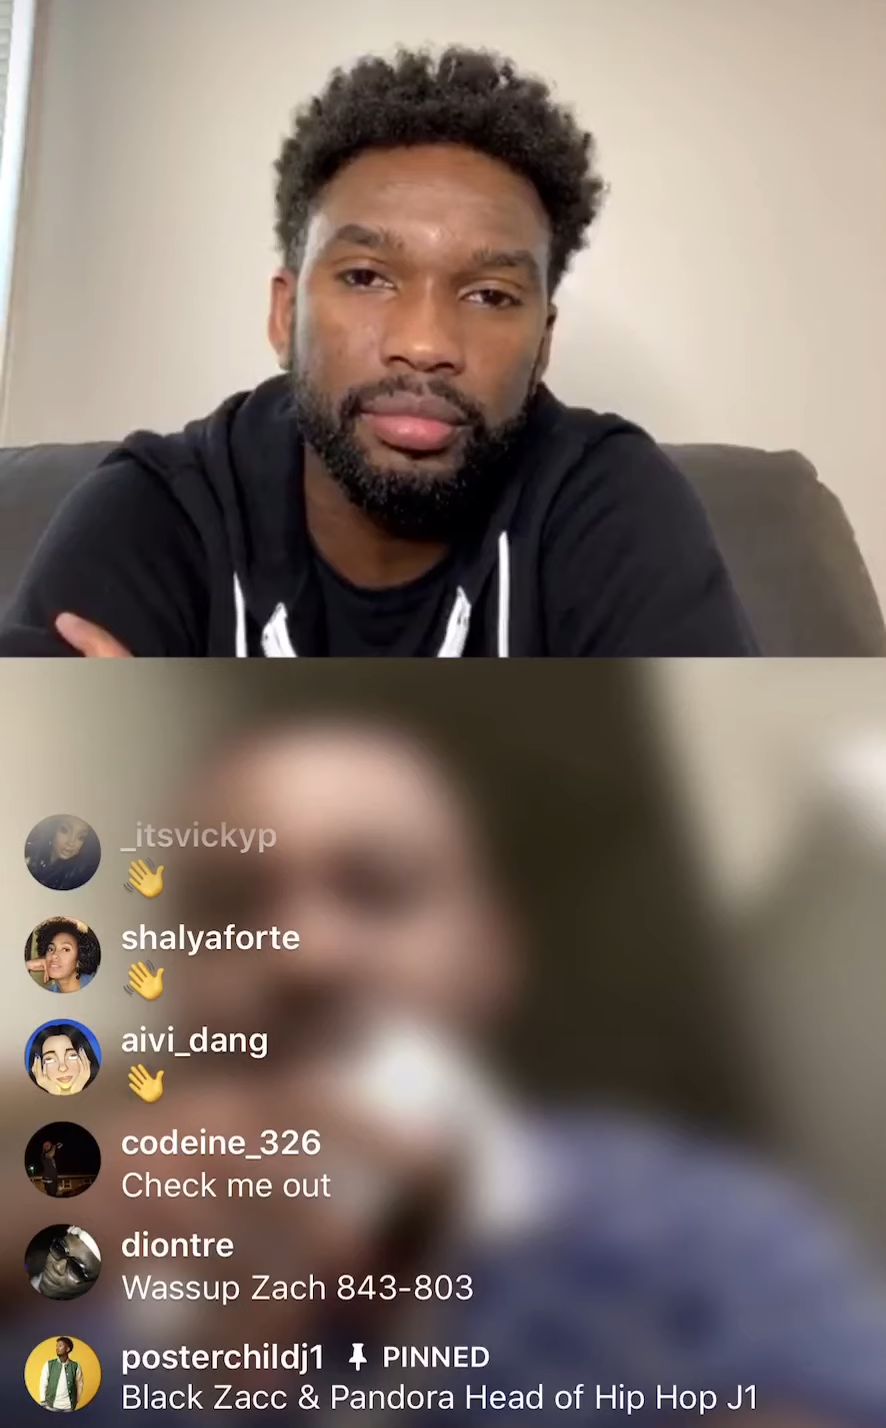 _itsvickyp
👋
shalyaforte
👋
aivi_dang
👋
codeine_326
Check me out
diontre
Wassup Zach 843-803
posterchildj1 📌 PINNED
Black Zacc & Pandora Head of Hip Hop J1